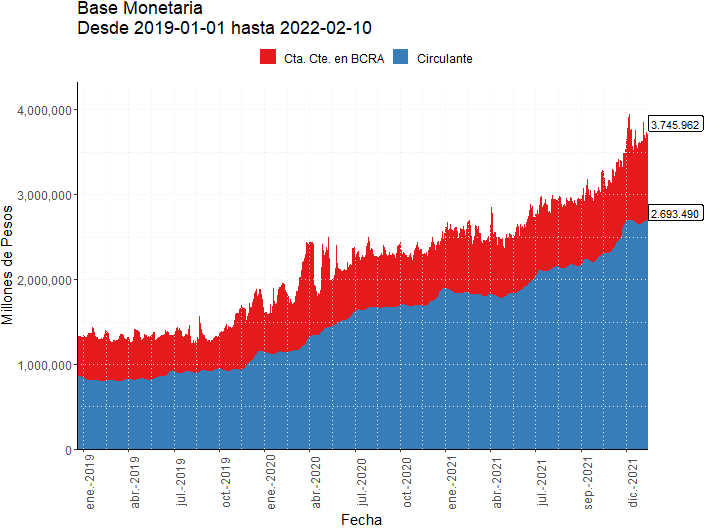 Base Monetaria
Desde 2019-01-01 hasta 2022-02-10
Cta. Cte. en BCRA
Circulante
Millones de Pesos
4,000,000
3,000,000
2,000,000
1,000,000
0
3.745.962
2.693.490
ene.-2019
abr.-2019
jul.-2019
oct.-2019
ene.-2020
abr.-2020
jul.-2020
oct.-2020
ene.-2021
abr.-2021
jul.-2021
sep.-2021
dic.-2021
Fecha